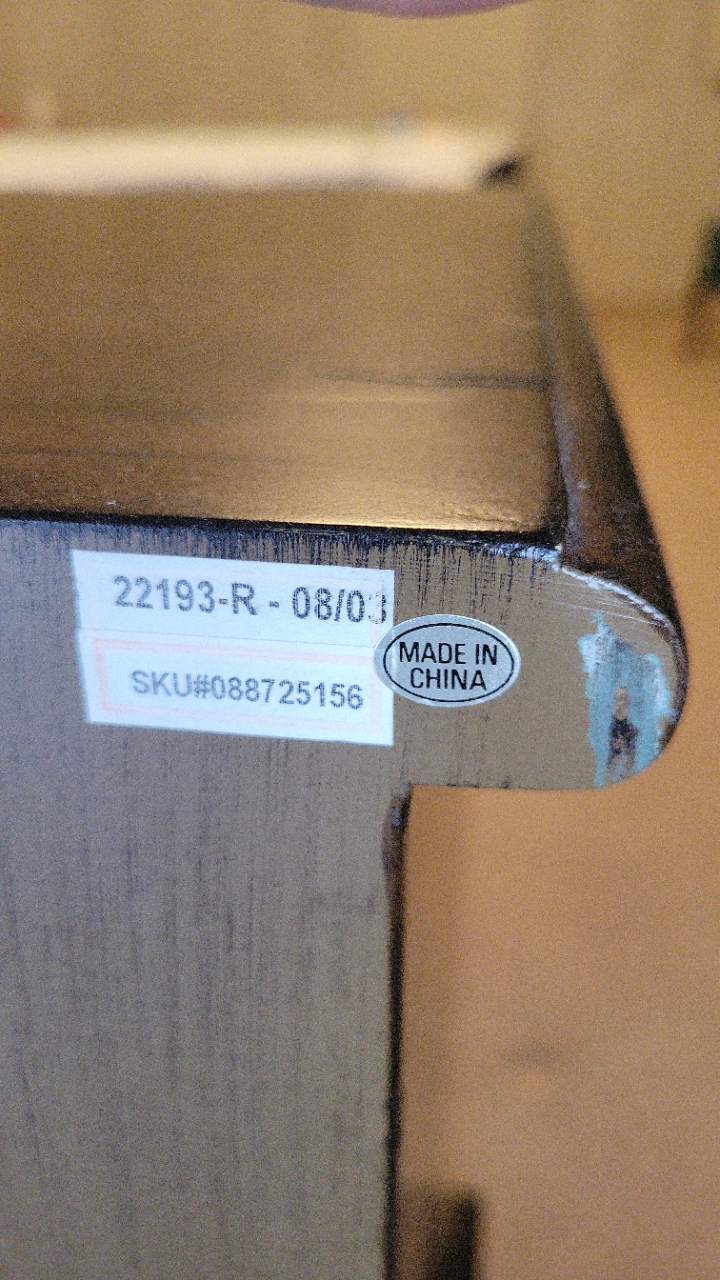 22193-R - 08/03
SKU#088725156
MADE IN
CHINA